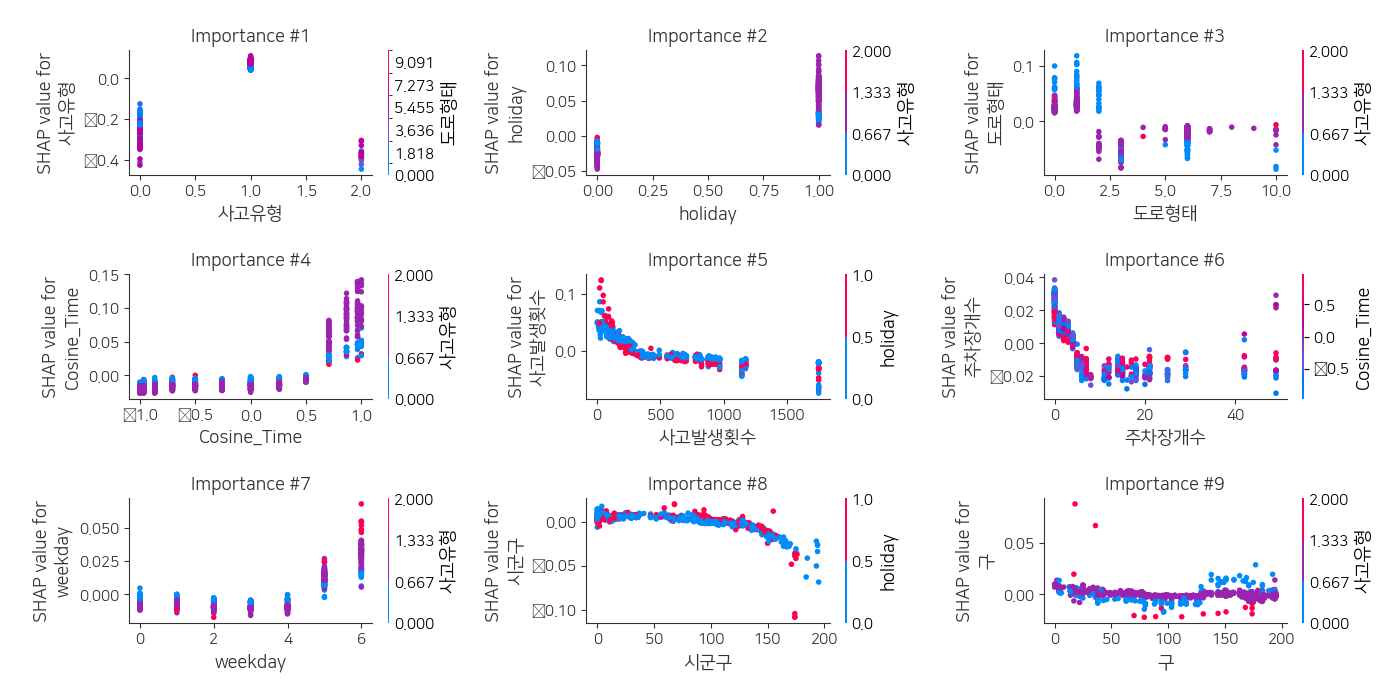 Importance #1
SHAP value for
사고유형
0.0
0.2
0.4
0.0 0.5 1.0 1.5 2.0
사고유형
9.091
7.273
5.455
3.636
1.818
0.000
도로형태
Importance #2
SHAP value for
holiday
0.10
0.05
0.00
0.05
0.00 0.25 0.50 0.75 1.00
holiday
2.000
1.333
0.667
0.000
사고유형
Importance #3
SHAP value for
도로형태
0.1
0.0
0.0 2.5 5.0 7.5 10.0
도로형태
2.000
1.333
0.667
0.000
사고유형
Importance #4
SHAP value for
Cosine_Time
0.15
0.10
0.05
0.00
1.0 0.5 0.0 0.5 1.0
Cosine_Time
2.000
1.333
0.667
0.000
사고유형
Importance #5
SHAP value for
사고발생횟수
0.1
0.0
0 500 1000 1500
사고발생횟수
1.0
0.5
0.0
holiday
Importance #6
SHAP value for
주차장개수
0.04
0.02
0.00
0.02
0 20 40
주차장개수
0.5
0.0
0.5
Cosine_Time
Importance #7
SHAP value for
weekday
0.050
0.025
0.000
0 2 4 6
weekday
2.000
1.333
0.667
0.000
사고유형
Importance #8
SHAP value for
시군구
0.00
0.05
0.10
0 50 100 150 200
시군구
1.0
0.5
0.0
holiday
Importance #9
SHAP value for
구
0.05
0.00
0 50 100 150 200
구
2.000
1.333
0.667
0.000
사고유형